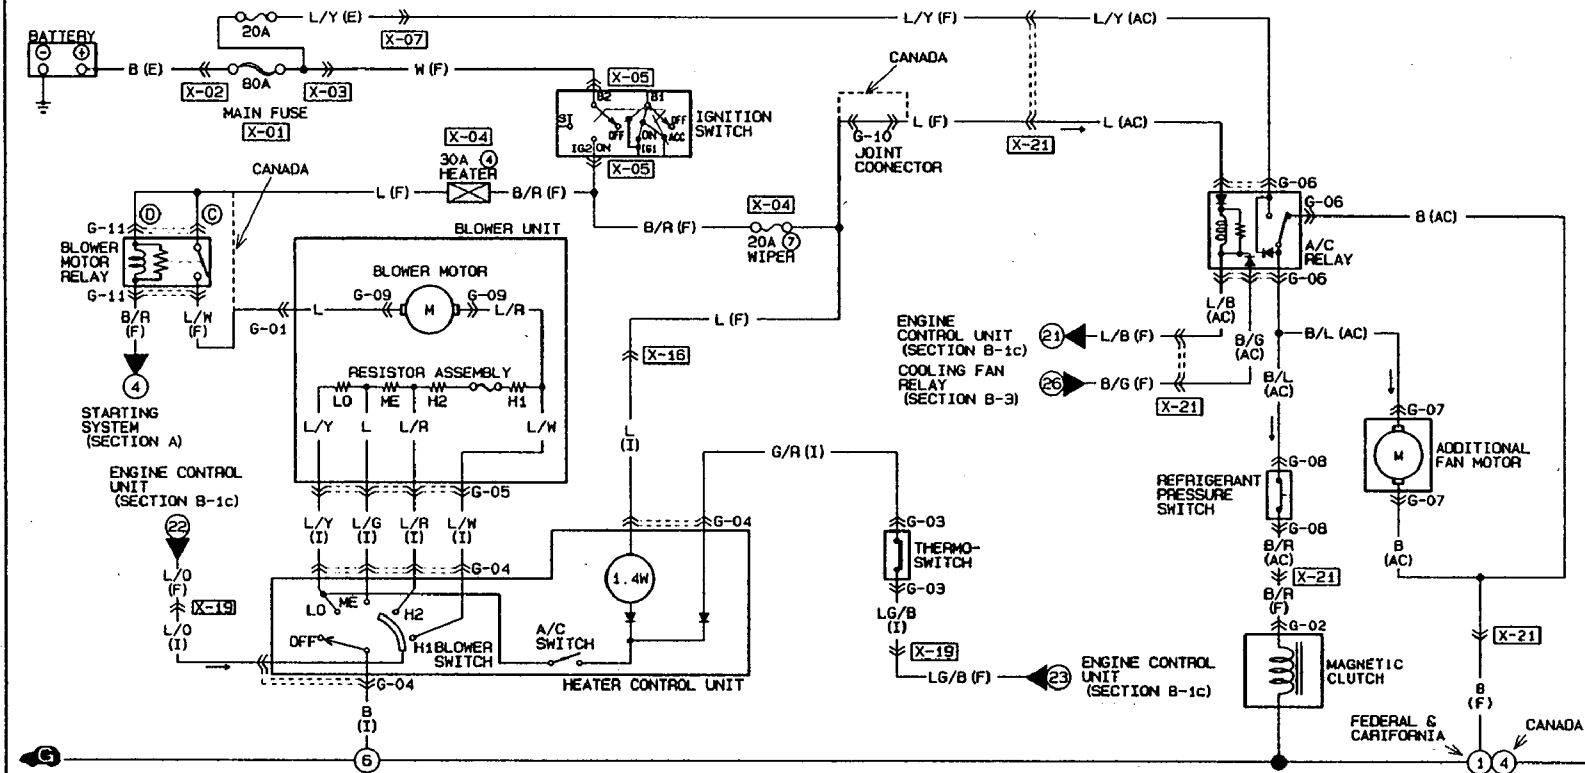 L/Y (E)
L/Y (F)
L/Y (AC)
20A
X-07
CANADA
BATTERY
- +
B (E)
80A
W (F)
X-02
X-03
MAIN FUSE
X-01
X-05
B2
B1
ST
OFF
ON
ACC
OFF
IG2
ON
IG1
IGNITION
SWITCH
X-05
X-04
30A 4
HEATER
CANADA
L (F)
B/R (F)
G-10
JOINT
COONECTOR
L (F)
L (AC)
X-21
D
C
G-11
BLOWER
MOTOR
RELAY
G-11
B/R
(F)
L/W
(F)
4
STARTING
SYSTEM
(SECTION A)
BLOWER UNIT
B/R (F)
X-04
20A 7
WIPER
G-06
G-06
B (AC)
A/C
RELAY
G-06
BLOWER MOTOR
G-09
M
G-09
L
L/R
G-01
L (F)
X-16
L/B
(AC)
B/G
(AC)
ENGINE
CONTROL UNIT
(SECTION B-1c)
21
L/B (F)
COOLING FAN
RELAY
(SECTION B-3)
26
B/G (F)
X-21
B/L (AC)
B/L
(AC)
RESISTOR ASSEMBLY
LO
ME
H2
H1
L/Y
L
L/R
L/W
L
(I)
G/R (I)
G-07
M
ADDITIONAL
FAN MOTOR
G-07
G-08
REFRIGERANT
PRESSURE
SWITCH
G-08
ENGINE CONTROL
UNIT
(SECTION B-1c)
22
L/O
(F)
X-19
L/O
(I)
G-05
L/Y
(I)
L/G
(I)
L/R
(I)
L/W
(I)
G-04
G-04
G-03
THERMO-
SWITCH
G-03
B/R
(AC)
B
(AC)
X-21
B/R
(F)
1.4W
LO
ME
H2
OFF
H1
BLOWER
SWITCH
A/C
SWITCH
LG/B
(I)
X-19
LG/B (F)
23
ENGINE CONTROL
UNIT
(SECTION B-1c)
G-02
MAGNETIC
CLUTCH
X-21
G-04
HEATER CONTROL UNIT
B
(I)
B
(F)
FEDERAL &
CARIFORNIA
CANADA
G
6
1
4